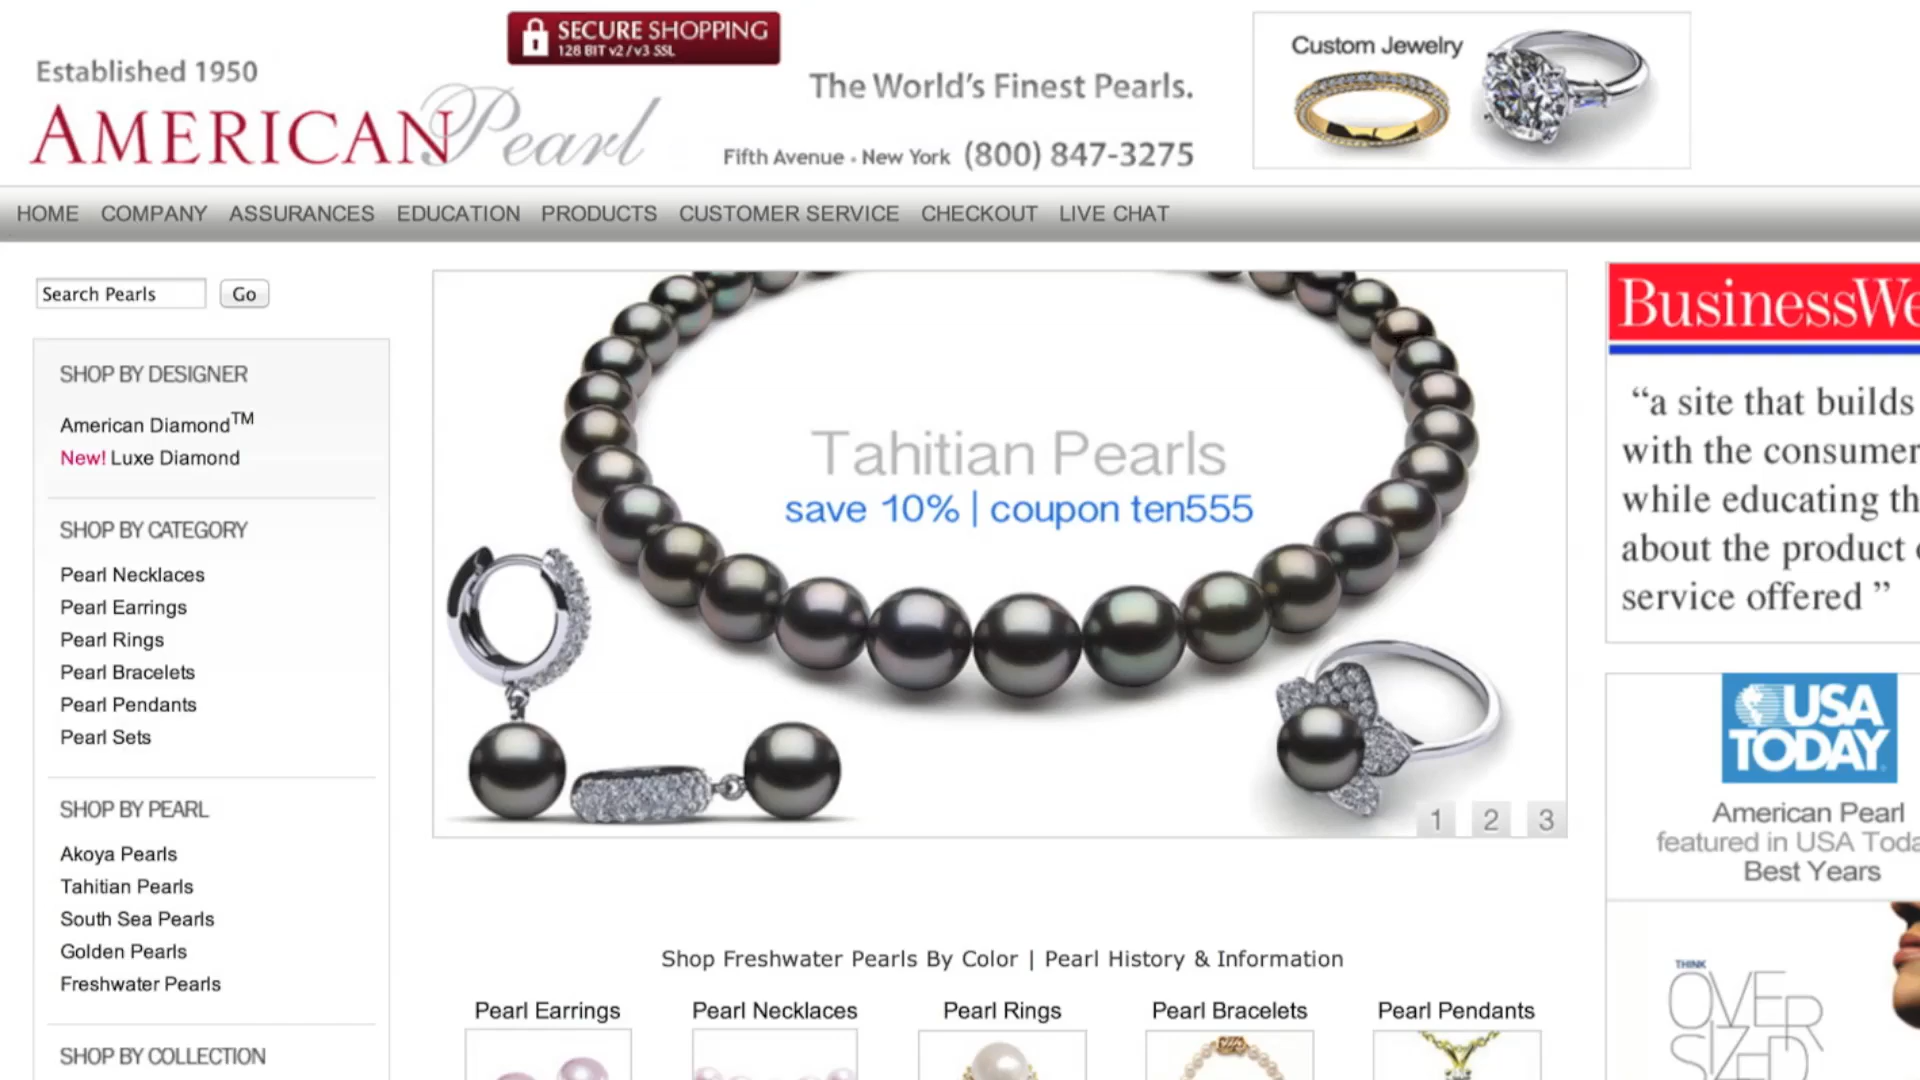 SECURE SHOPPING
128 BIT v2/v3 SSL
Established 1950
AMERICAN Pearl
The World's Finest Pearls.
Fifth Avenue • New York (800) 847-3275
Custom Jewelry
HOME COMPANY ASSURANCES EDUCATION PRODUCTS CUSTOMER SERVICE CHECKOUT LIVE CHAT
Search Pearls Go
SHOP BY DESIGNER
American Diamond™
New! Luxe Diamond
SHOP BY CATEGORY
Pearl Necklaces
Pearl Earrings
Pearl Rings
Pearl Bracelets
Pearl Pendants
Pearl Sets
SHOP BY PEARL
Akoya Pearls
Tahitian Pearls
South Sea Pearls
Golden Pearls
Freshwater Pearls
SHOP BY COLLECTION
Tahitian Pearls
save 10% | coupon ten555
1 2 3
Shop Freshwater Pearls By Color | Pearl History & Information
Pearl Earrings Pearl Necklaces Pearl Rings Pearl Bracelets Pearl Pendants
BusinessWe
“a site that builds
with the consumer
while educating th
about the product
service offered ”
USA
TODAY
American Pearl
featured in USA Toda
Best Years
THINK
OVER
SIZED